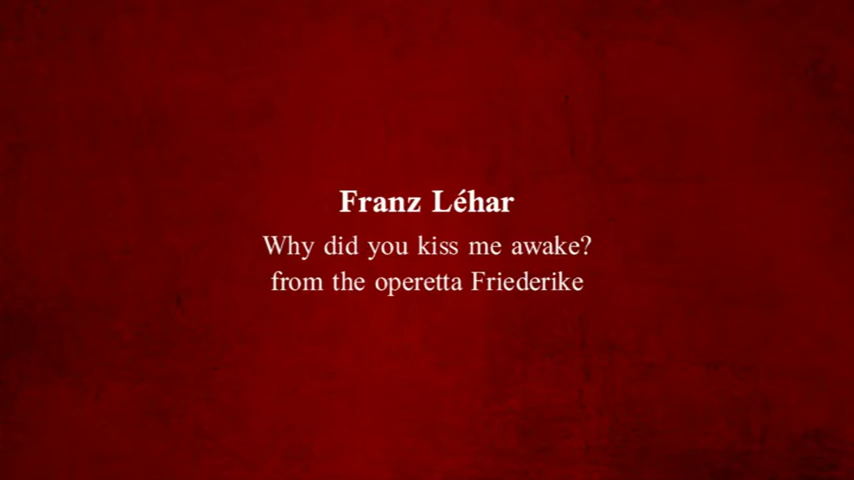 Franz Léhar
Why did you kiss me awake?
from the operetta Friederike